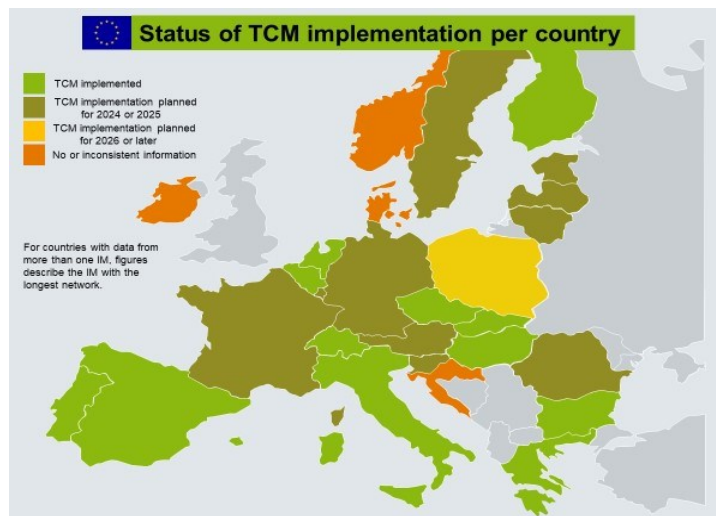 Status of TCM implementation per country
TCM implemented
TCM implementation planned
for 2024 or 2025
TCM implementation planned
for 2026 or later
No or inconsistent information
For countries with data from
more than one IM, figures
describe the IM with the
longest network.